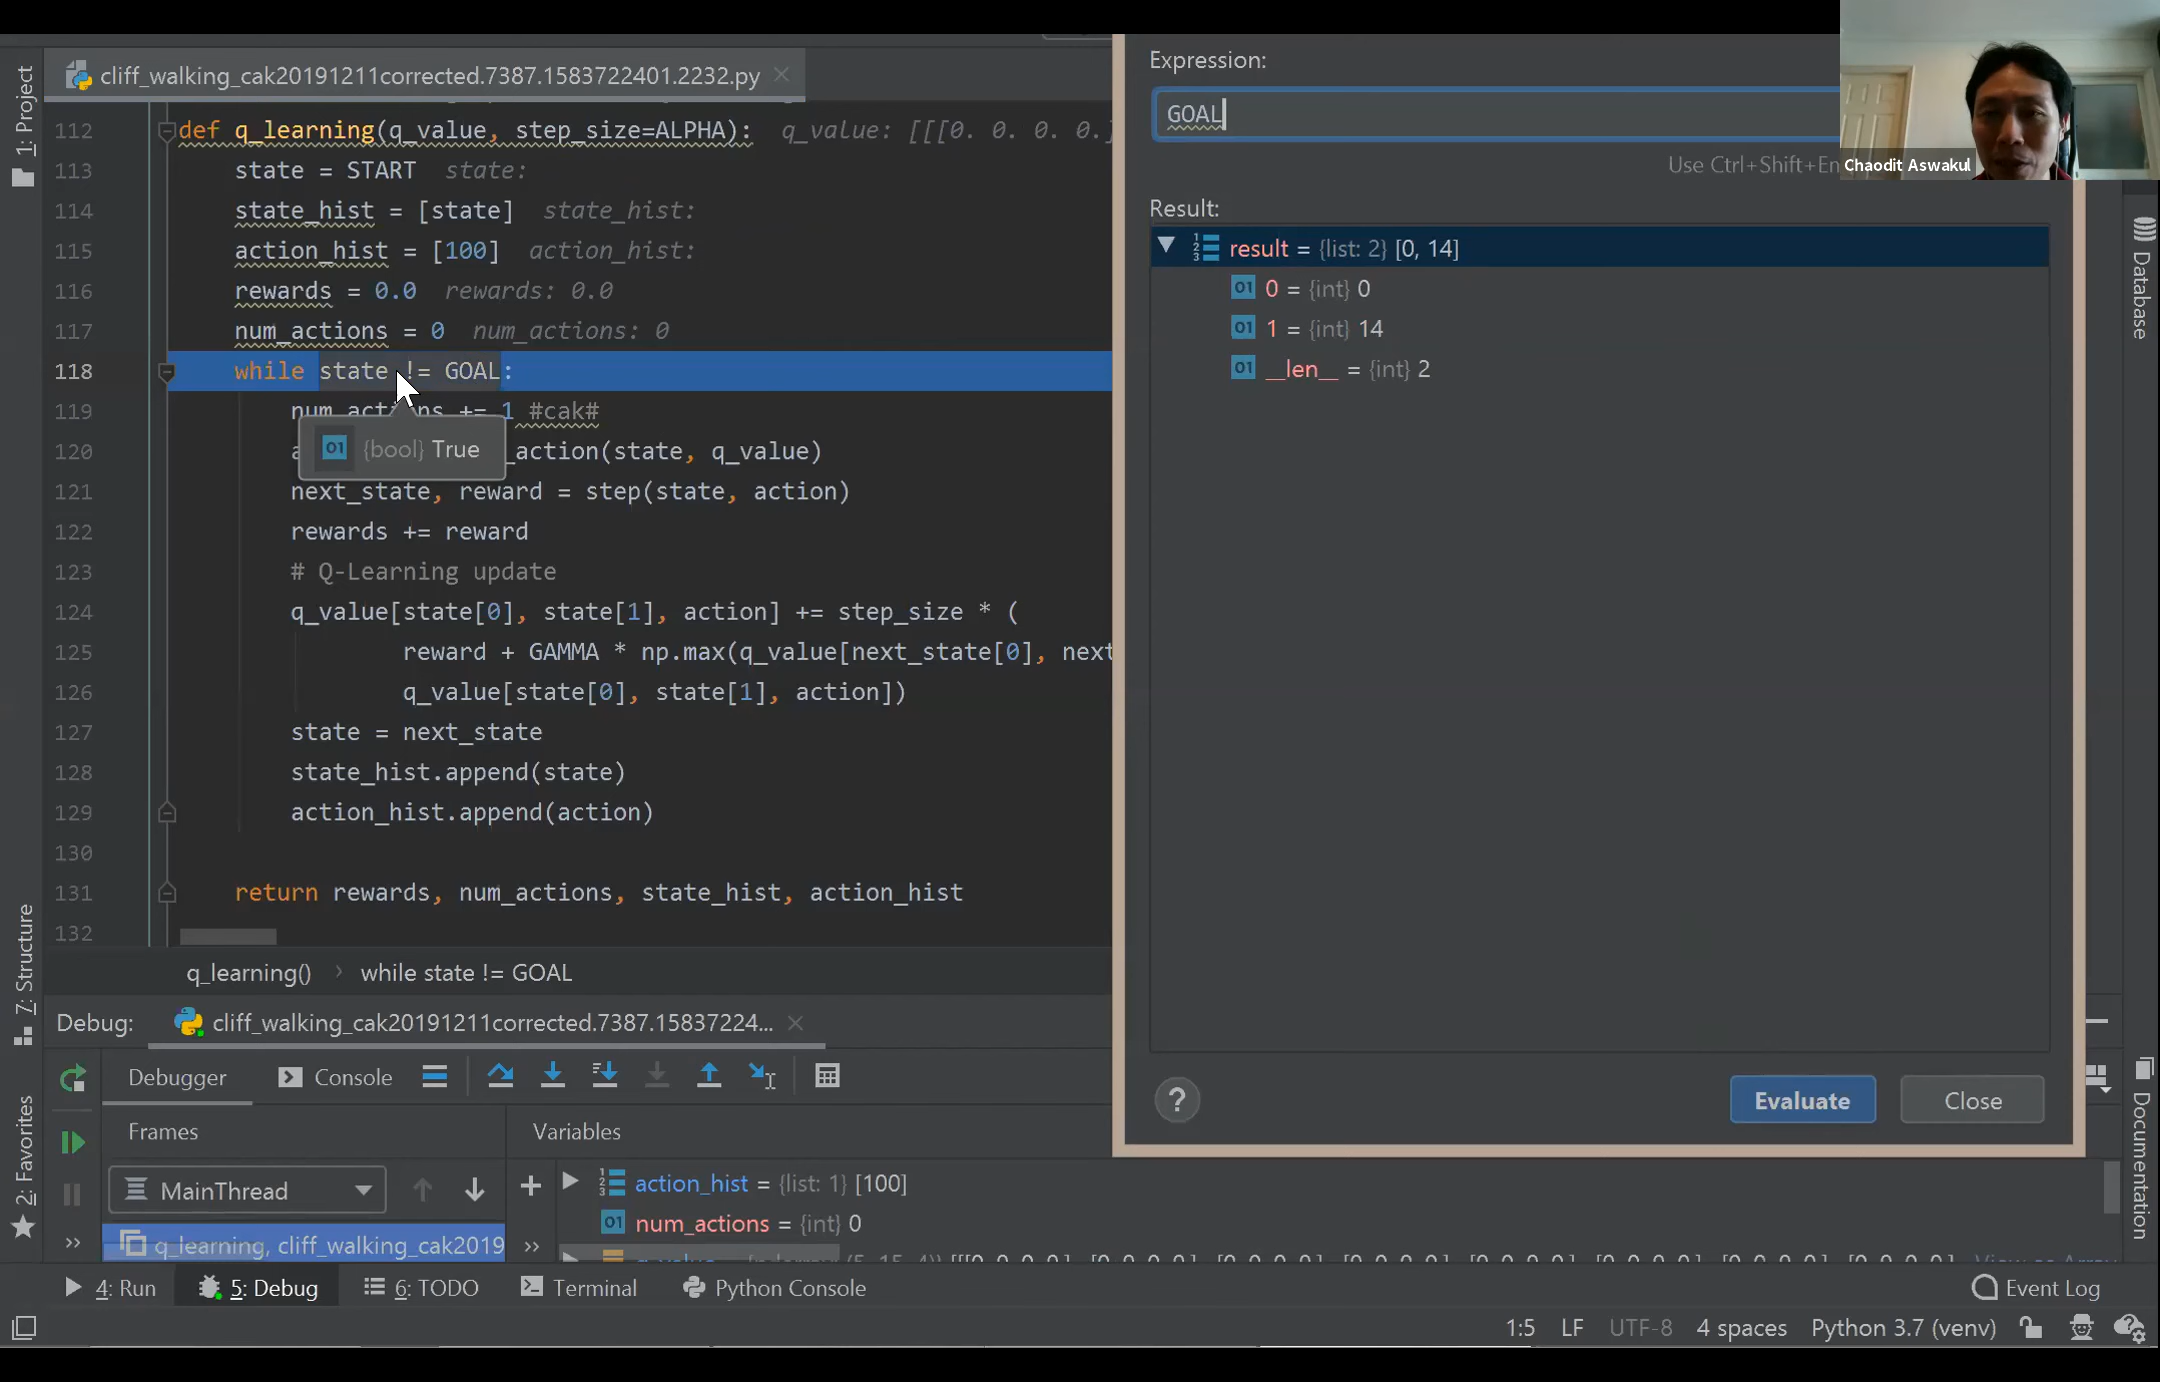 cliff_walking_cak20191211corrected.7387.1583722401.2232.py
1: Project
7: Structure
2: Favorites
112 def q_learning(q_value, step_size=ALPHA): q_value: [[[0. 0. 0. 0.]
113 state = START state:
114 state_hist = [state] state_hist:
115 action_hist = [100] action_hist:
116 rewards = 0.0 rewards: 0.0
117 num_actions = 0 num_actions: 0
118 while state != GOAL:
119 num_actions += 1 #cak#
{bool} True
120 _action(state, q_value)
121 next_state, reward = step(state, action)
122 rewards += reward
123 # Q-Learning update
124 q_value[state[0], state[1], action] += step_size * (
125 reward + GAMMA * np.max(q_value[next_state[0], next
126 q_value[state[0], state[1], action])
127 state = next_state
128 state_hist.append(state)
129 action_hist.append(action)
130
131 return rewards, num_actions, state_hist, action_hist
132
q_learning() › while state != GOAL
Expression:
GOAL
Use Ctrl+Shift+En
Chaodit Aswakul
Result:
result = {list: 2} [0, 14]
0 = {int} 0
1 = {int} 14
__len__ = {int} 2
? Evaluate Close
Database
Documentation
Debug: cliff_walking_cak20191211corrected.7387.15837224...
Debugger Console
Frames Variables
MainThread
q_learning, cliff_walking_cak2019
action_hist = {list: 1} [100]
num_actions = {int} 0
4: Run 5: Debug 6: TODO Terminal Python Console Event Log
1:5 LF UTF-8 4 spaces Python 3.7 (venv)